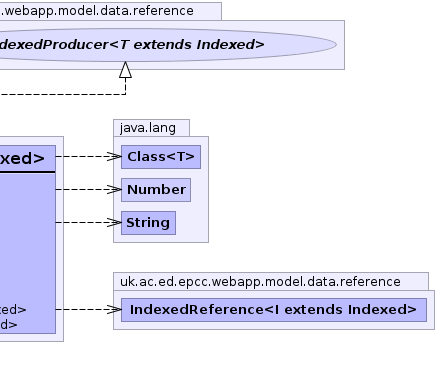 .webapp.model.data.reference
dexedProducer<T extends Indexed>
java.lang
xed>
Class<T>
Number
String
uk.ac.ed.epcc.webapp.model.data.reference
xed>
IndexedReference<I extends Indexed>
d>